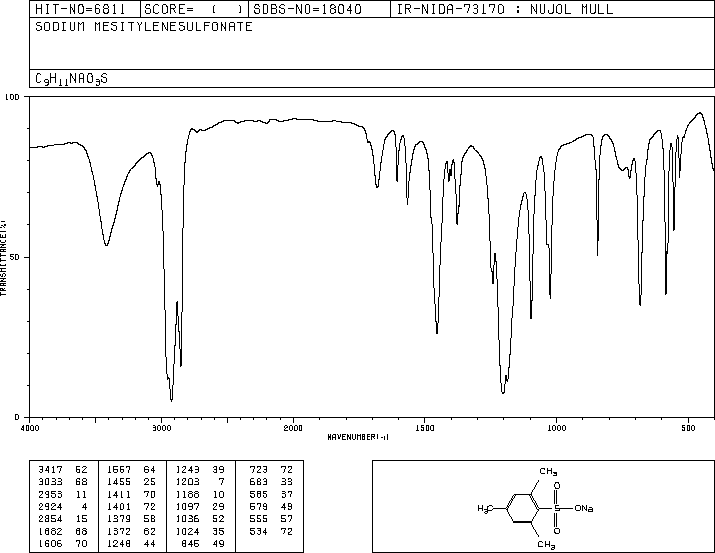 HIT-NO=6811 SCORE= ( ) SDBS-NO=18040 IR-NIDA-73170 : NUJOL MULL
SODIUM MESITYLENESULFONATE
C9H11NAO3S
100
50
0
TRANSMITTANCE(%)
4000 3000 2000 1500 1000 500
WAVENUMBER(-1)
3417 52 1567 64 1243 39 723 72
3033 68 1455 25 1203 7 683 33
2953 11 1411 70 1188 10 585 37
2924 4 1401 72 1097 29 579 49
2854 15 1379 58 1036 52 555 57
1682 68 1372 62 1024 35 534 72
1606 70 1248 44 845 49
CH3
O
H3C S ONa
O
CH3